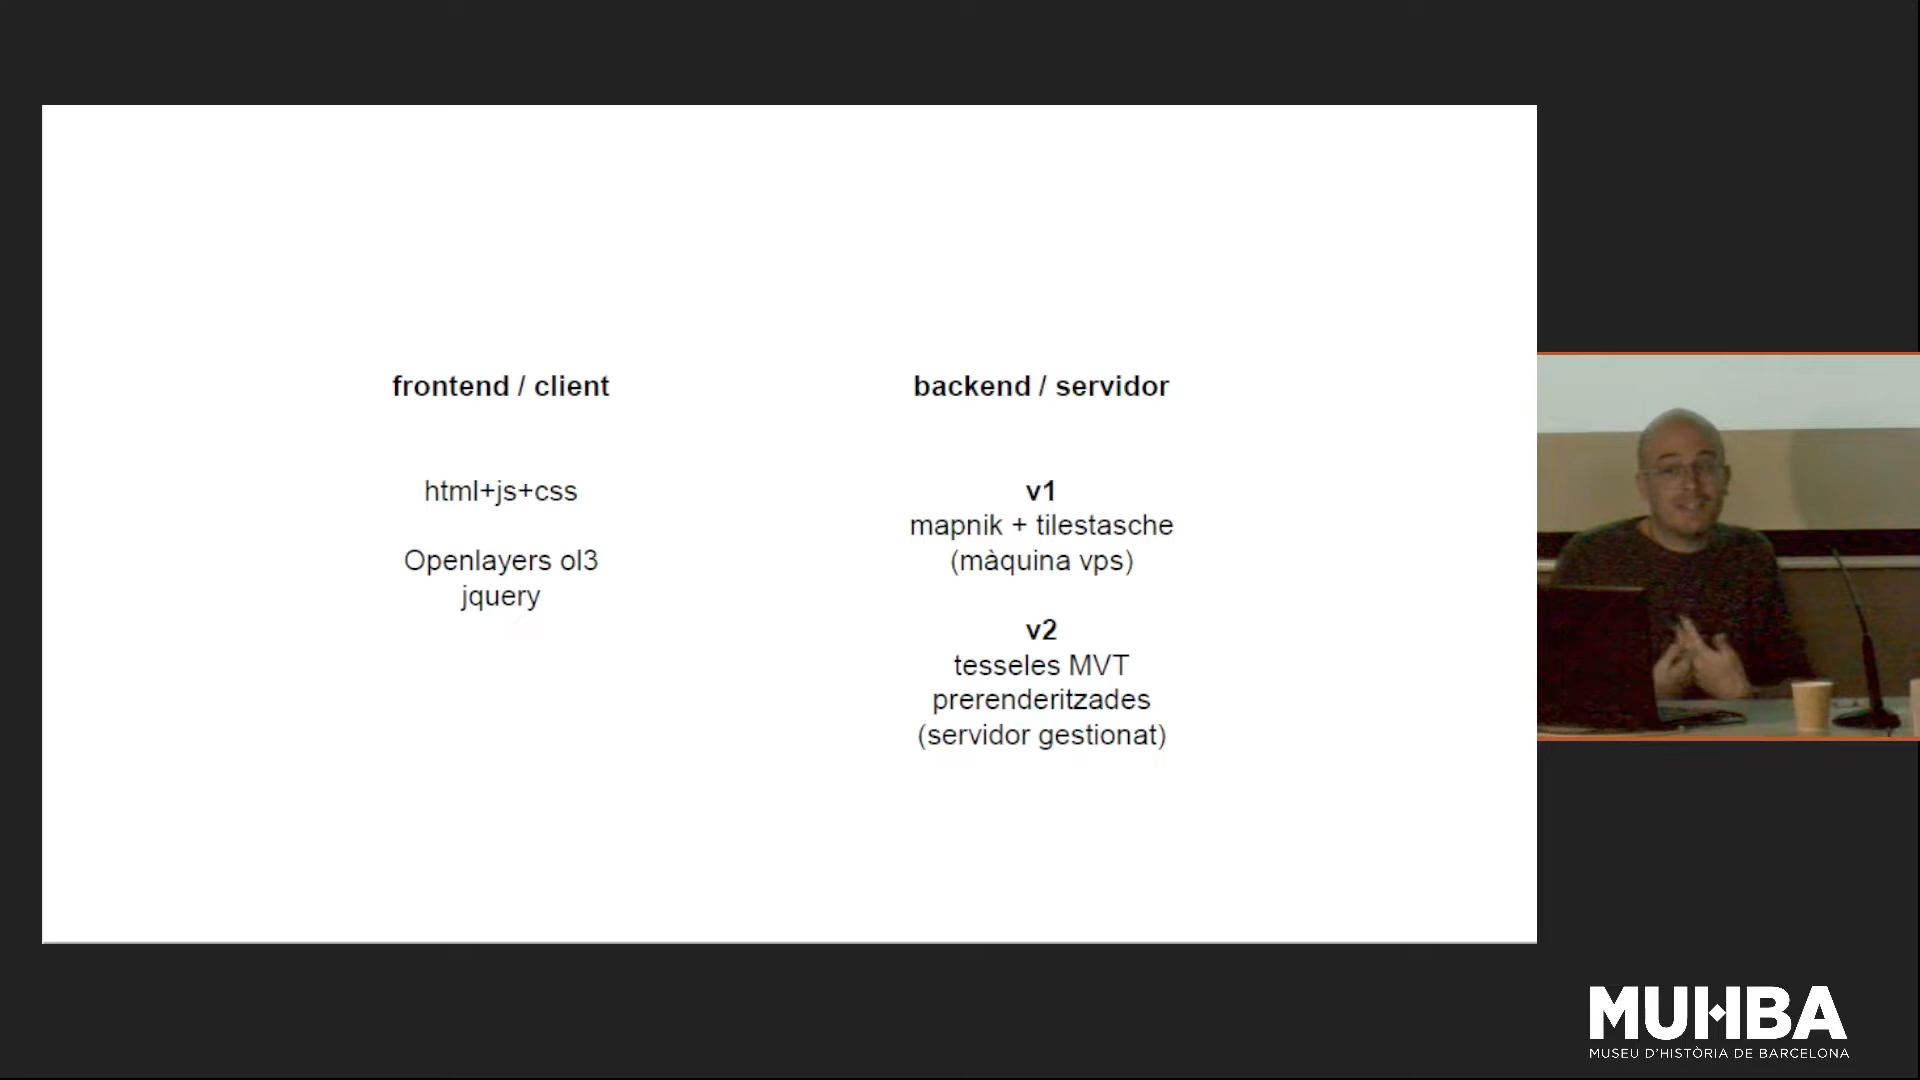 frontend / client
html+js+css
Openlayers ol3
jquery
backend / servidor
v1
mapnik + tilestasche
(màquina vps)
v2
tesseles MVT
prerenderitzades
(servidor gestionat)
MUHBA
MUSEU D'HISTÒRIA DE BARCELONA